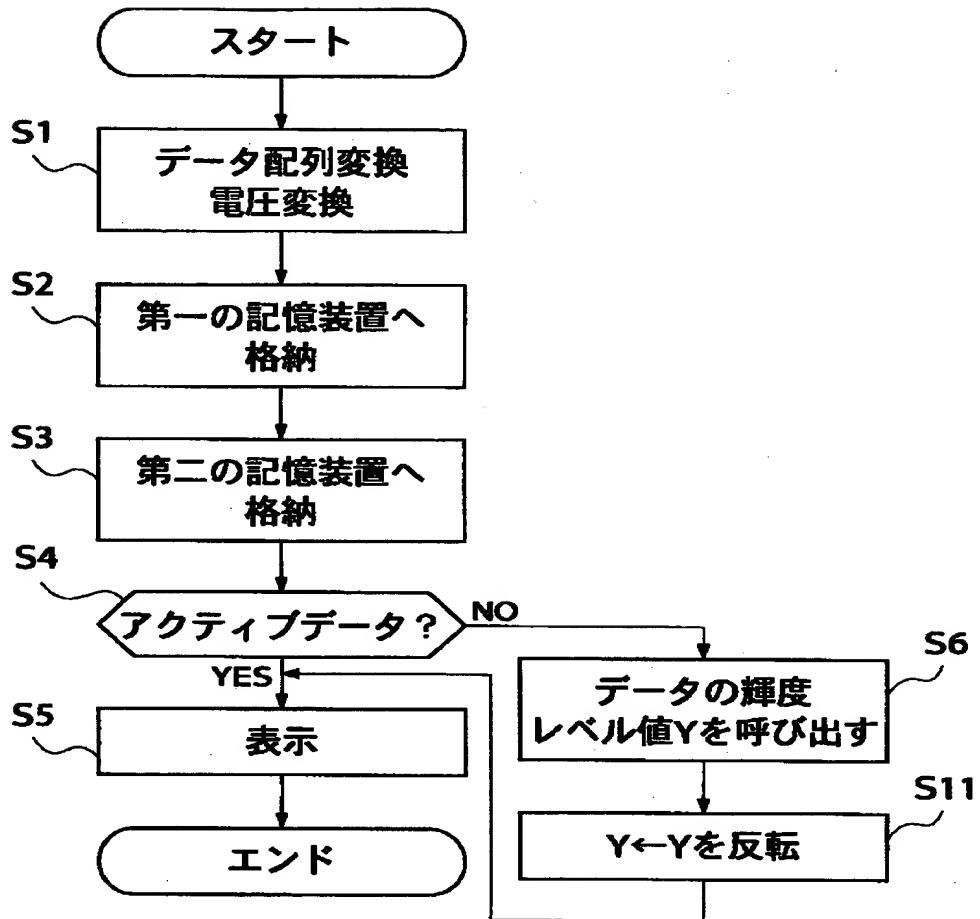 スタート
S1
データ配列変換
電圧変換
S2
第一の記憶装置へ
格納
S3
第二の記憶装置へ
格納
S4
アクティブデータ？
NO
YES
S5
表示
エンド
S6
データの輝度
レベル値Yを呼び出す
S11
Y←Yを反転